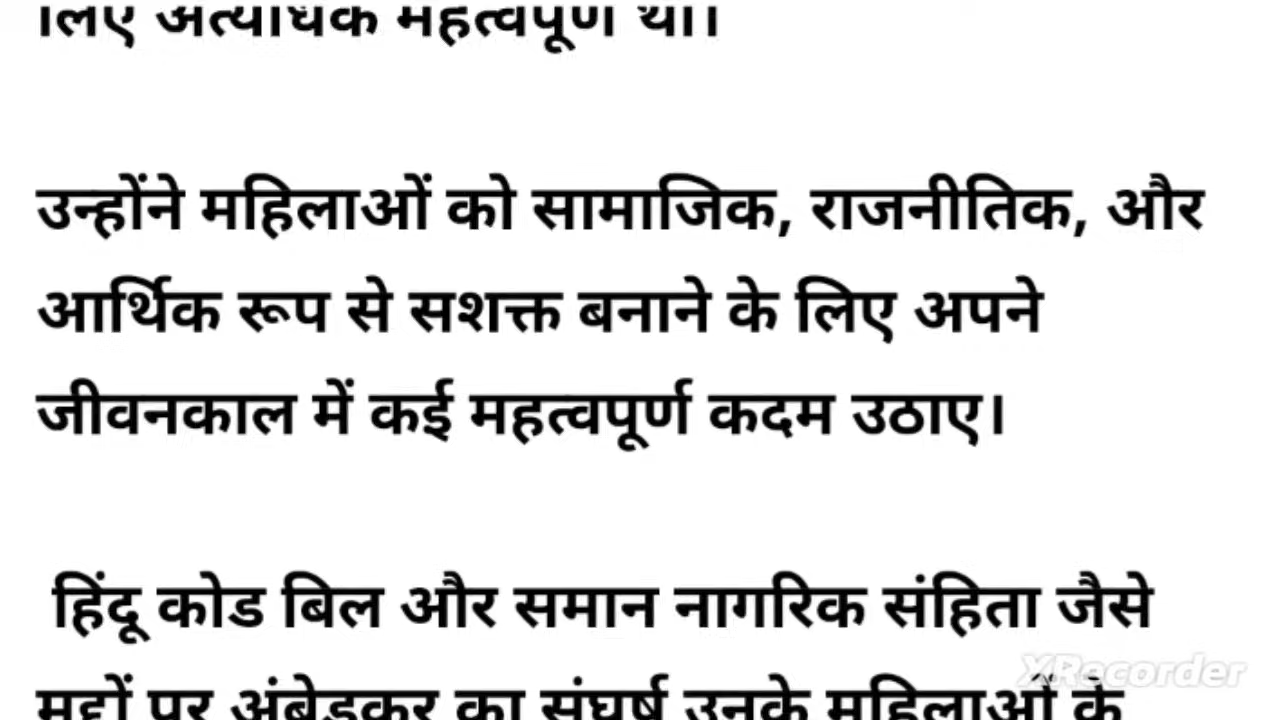 लिए अत्यधिक महत्वपूर्ण था।
उन्होंने महिलाओं को सामाजिक, राजनीतिक, और
आर्थिक रूप से सशक्त बनाने के लिए अपने
जीवनकाल में कई महत्वपूर्ण कदम उठाए।
हिंदू कोड बिल और समान नागरिक संहिता जैसे
मुद्दों पर अंबेडकर का संघर्ष उनके महिलाओं के
XRecorder